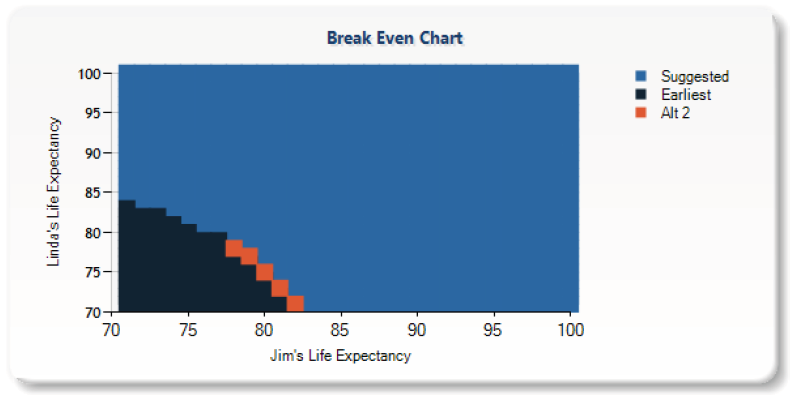 Break Even Chart
Suggested
Earliest
Alt 2
Linda's Life Expectancy
100
95
90
85
80
75
70
70 75 80 85 90 95 100
Jim's Life Expectancy